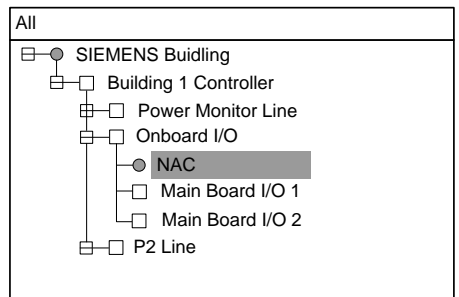 All
SIEMENS Buidling
Building 1 Controller
Power Monitor Line
Onboard I/O
NAC
Main Board I/O 1
Main Board I/O 2
P2 Line